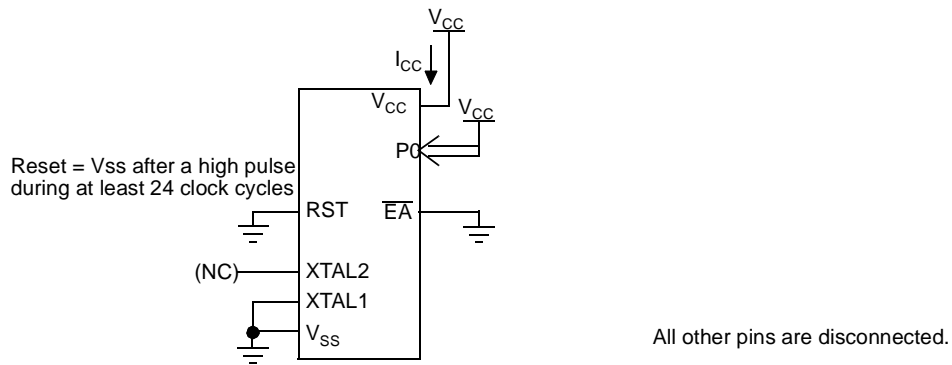 VCC
ICC
VCC
VCC
P0
Reset = Vss after a high pulse
during at least 24 clock cycles
RST
EA
(NC)
XTAL2
XTAL1
VSS
All other pins are disconnected.